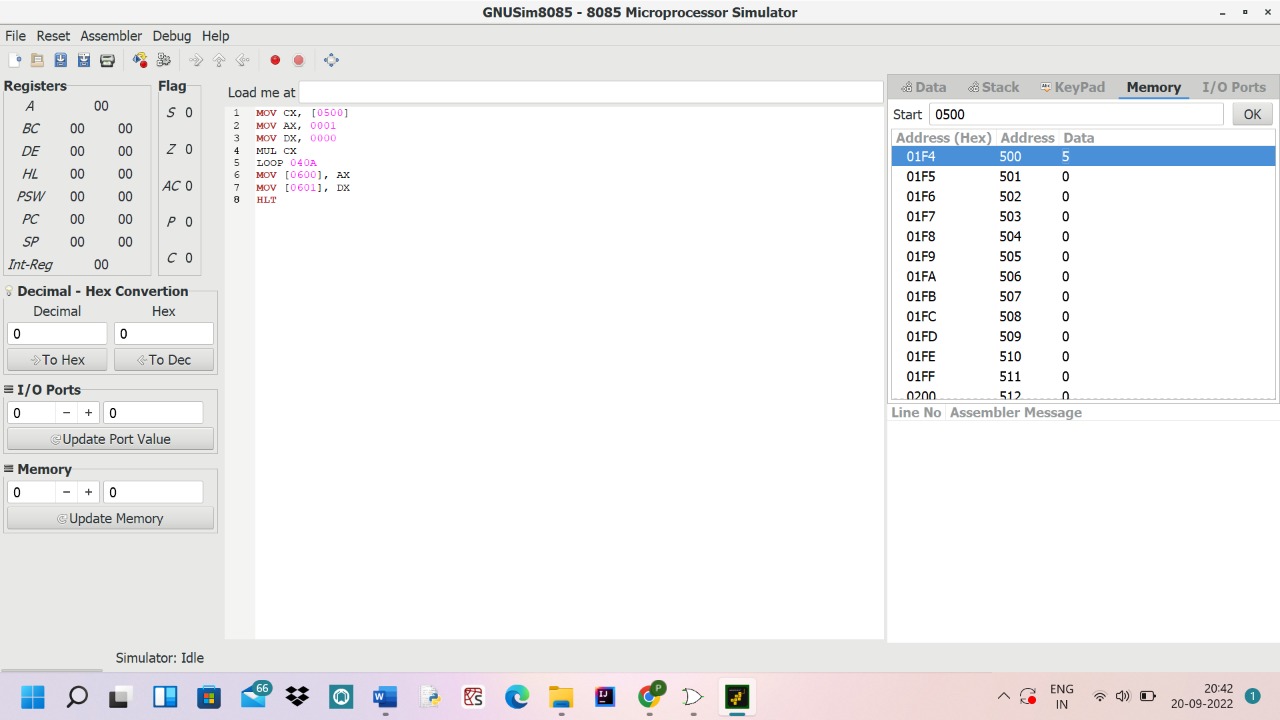 GNUSim8085 - 8085 Microprocessor Simulator
File Reset Assembler Debug Help
Registers
A 00
BC 00 00
DE 00 00
HL 00 00
PSW 00 00
PC 00 00
SP 00 00
Int-Reg 00
Flag
S 0
Z 0
AC 0
P 0
C 0
Decimal - Hex Convertion
Decimal Hex
0 0
To Hex To Dec
I/O Ports
0 - + 0
Update Port Value
Memory
0 - + 0
Update Memory
Load me at
1 MOV CX, [0500]
2 MOV AX, 0001
3 MOV DX, 0000
4 MUL CX
5 LOOP 040A
6 MOV [0600], AX
7 MOV [0601], DX
8 HLT
Data Stack KeyPad Memory I/O Ports
Start 0500 OK
Address (Hex) Address Data
01F4 500 5
01F5 501 0
01F6 502 0
01F7 503 0
01F8 504 0
01F9 505 0
01FA 506 0
01FB 507 0
01FC 508 0
01FD 509 0
01FE 510 0
01FF 511 0
0200 512 0
Line No Assembler Message
Simulator: Idle
66
W
IJ
P
ENG
IN
20:42
20-09-2022
1